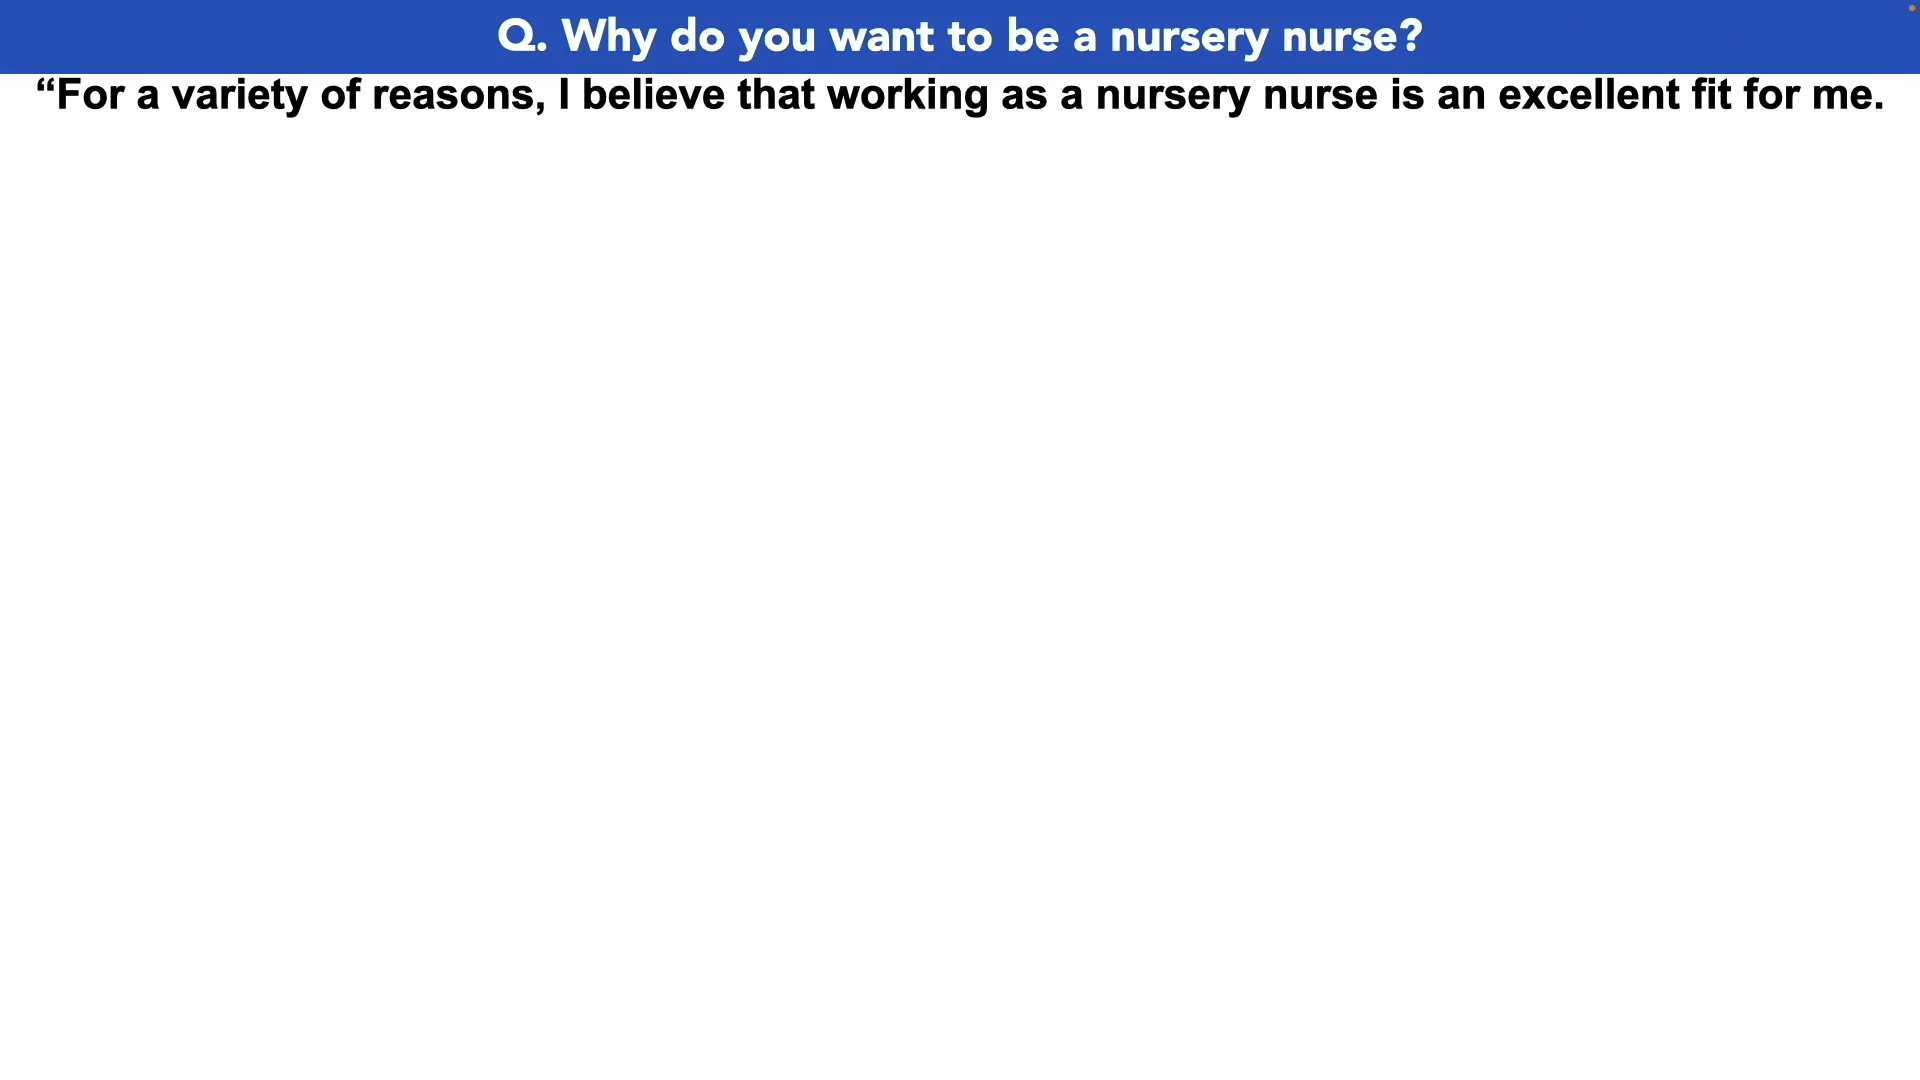 Q. Why do you want to be a nursery nurse?
“For a variety of reasons, I believe that working as a nursery nurse is an excellent fit for me.